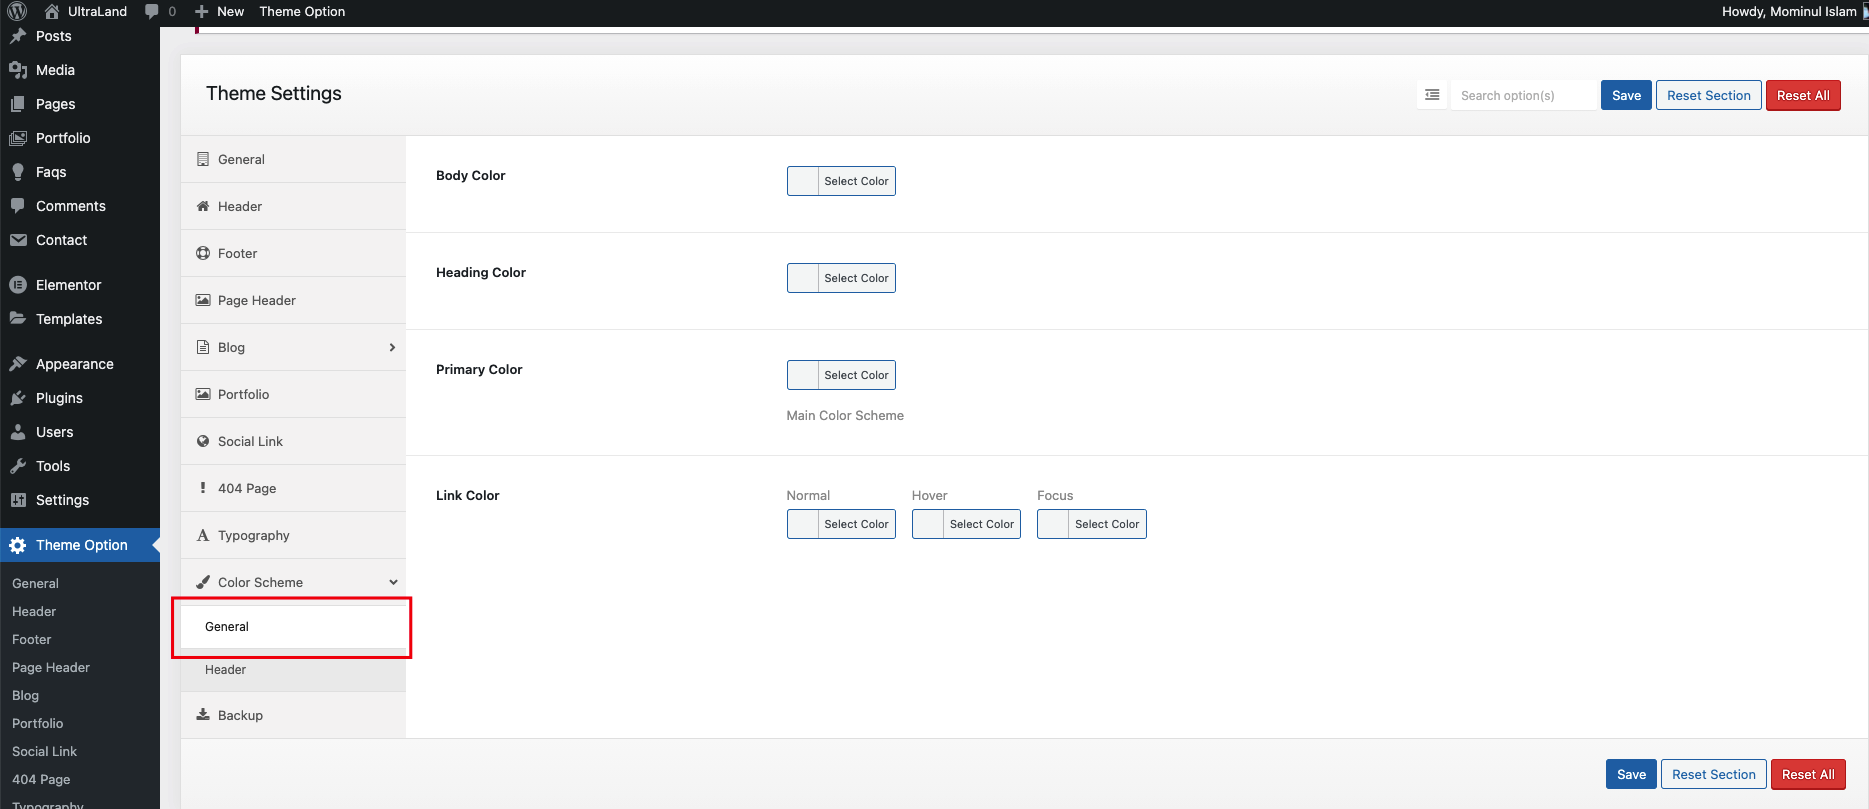 UltraLand 0 New Theme Option Howdy, Mominul Islam
Posts
Media
Pages
Portfolio
Faqs
Comments
Contact
Elementor
Templates
Appearance
Plugins
Users
Tools
Settings
Theme Option
General
Header
Footer
Page Header
Blog
Portfolio
Social Link
404 Page
Typography
Theme Settings
Search option(s) Save Reset Section Reset All
General
Header
Footer
Page Header
Blog
Portfolio
Social Link
404 Page
Typography
Color Scheme
General
Header
Backup
Body Color Select Color
Heading Color Select Color
Primary Color Select Color
Main Color Scheme
Link Color Normal Hover Focus
Select Color Select Color Select Color
Save Reset Section Reset All